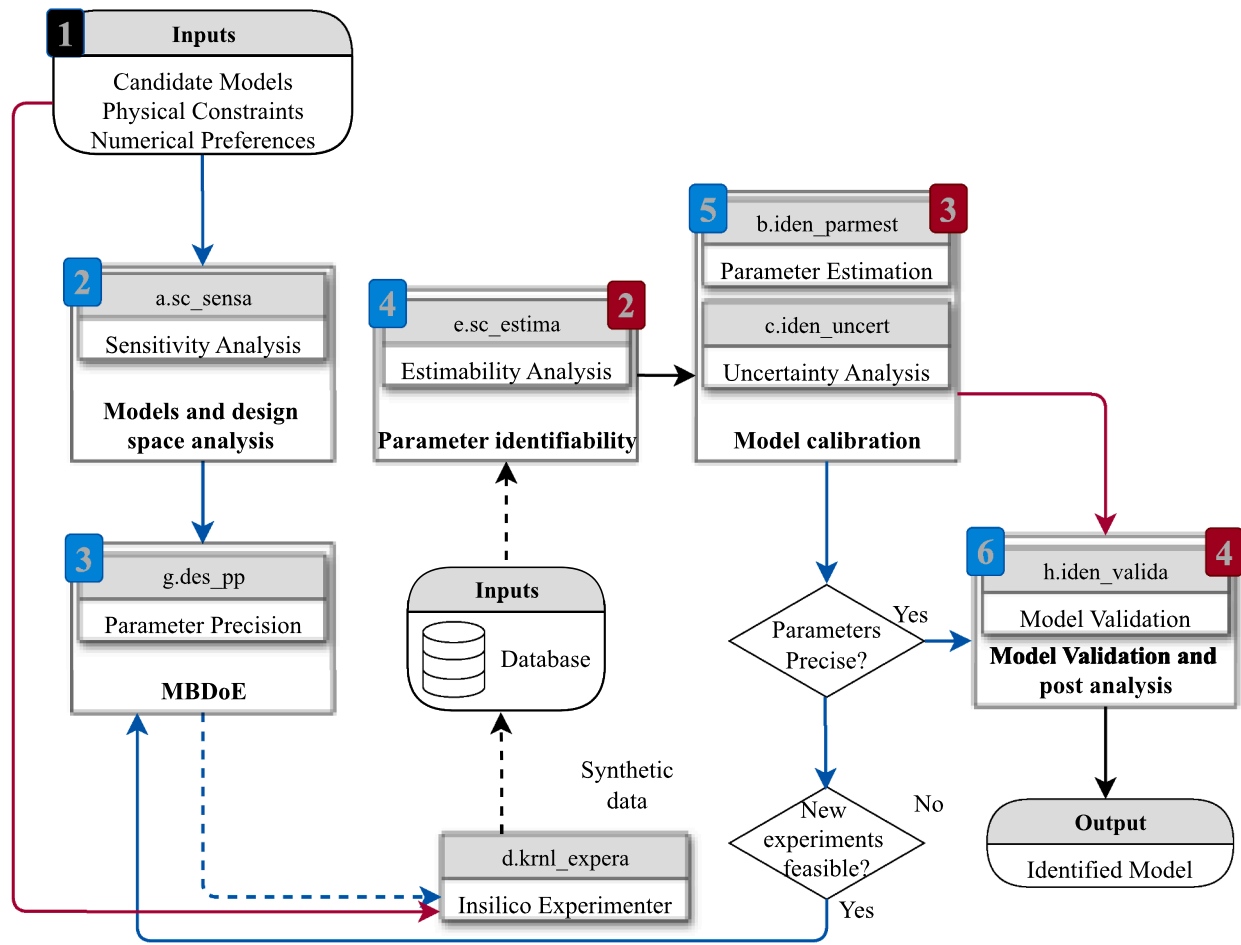 1
Inputs
Candidate Models
Physical Constraints
Numerical Preferences
2
a.sc_sensa
Sensitivity Analysis
Models and design
space analysis
3
g.des_pp
Parameter Precision
MBDoE
4
2
e.sc_estima
Estimability Analysis
Parameter identifiability
Inputs
Database
Synthetic
data
d.krnl_expera
Insilico Experimenter
5
3
b.iden_parmest
Parameter Estimation
c.iden_uncert
Uncertainty Analysis
Model calibration
Parameters
Precise?
Yes
New
experiments
feasible?
No
Yes
6
4
h.iden_valida
Model Validation
Model Validation and
post analysis
Output
Identified Model